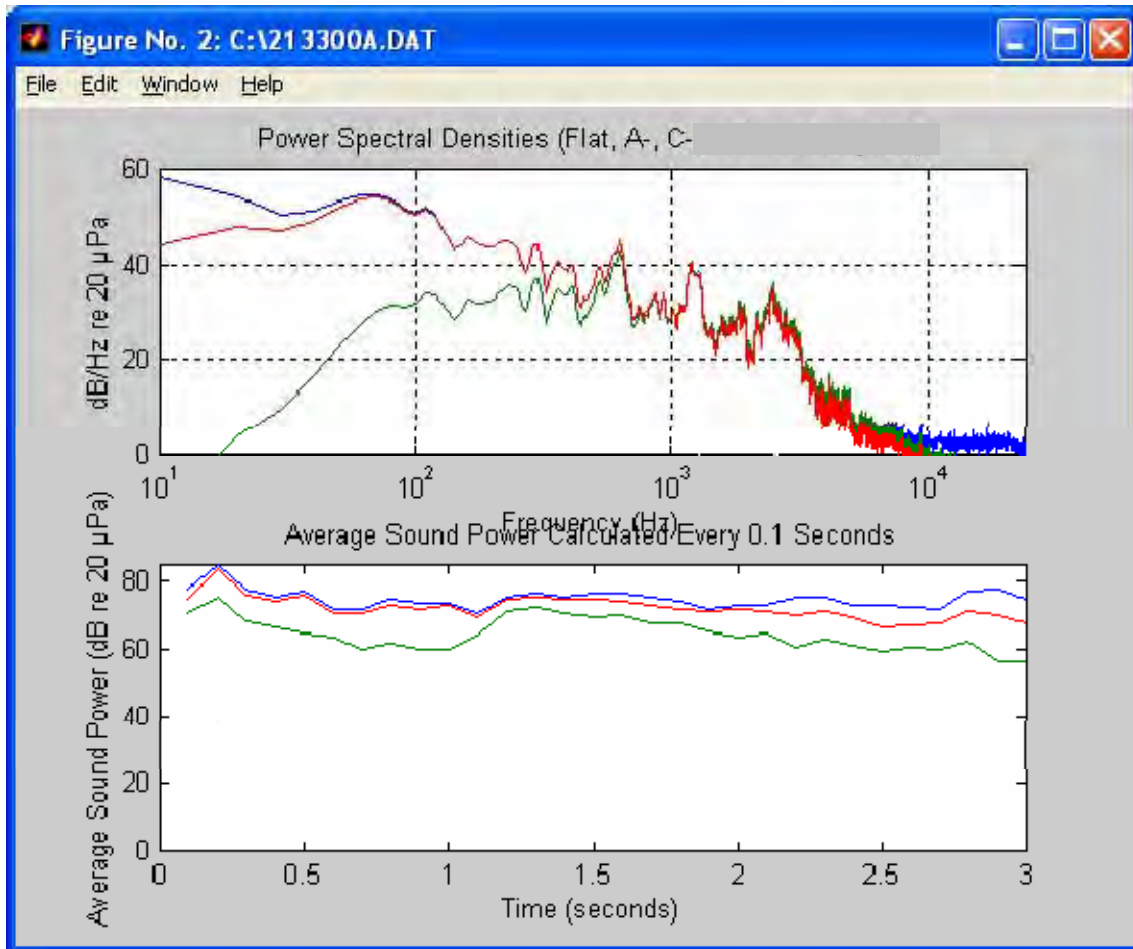 Figure No. 2: C:\213300A.DAT
File Edit Window Help
Power Spectral Densities (Flat, A-, C-
dB/Hz re 20 µPa
60
40
20
0
10^1
10^2
10^-3
10^4
Frequency (Hz)
Average Sound Power Calculated Every 0.1 Seconds
Average Sound Power (dB re 20 µPa)
80
60
40
20
0
0
0.5
1
1.5
2
2.5
3
Time (seconds)